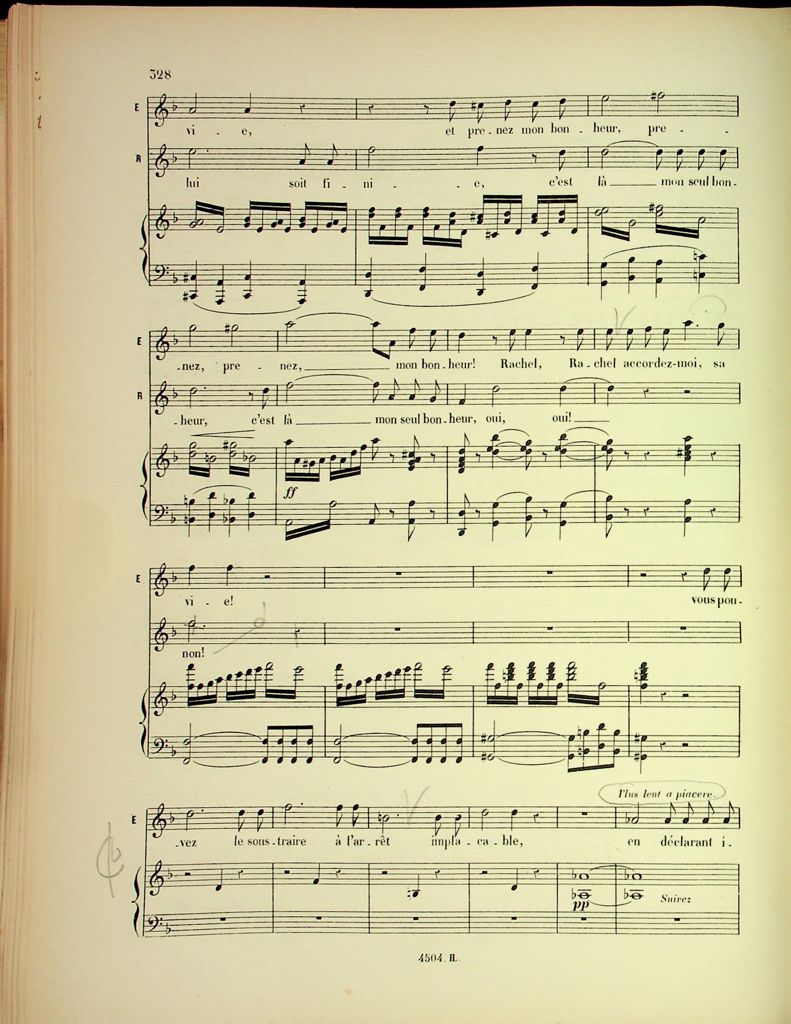 328
E
vi - e, et pre - nez mon bon - heur, pre -
R
lui soit fi - ni - e, c'est là mon seul bon -
E
- nez, pre - nez, mon bon - heur! Rachel, Ra - chel accordez-moi, sa
R
- heur, c'est là mon seul bon - heur, oui, oui!
ff
E
vi - e! vous pou -
non!
Plus lent a piacere.
E
- vez le sous - traire à l'ar - rêt impla - ca - ble, en déclarant i -
pp Suivez
4504. H.